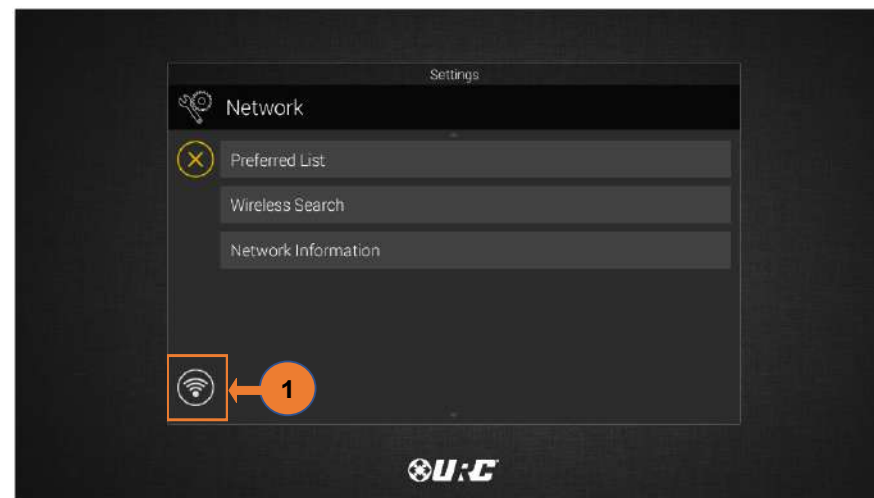 Settings
Network
Preferred List
Wireless Search
Network Information
1
URC